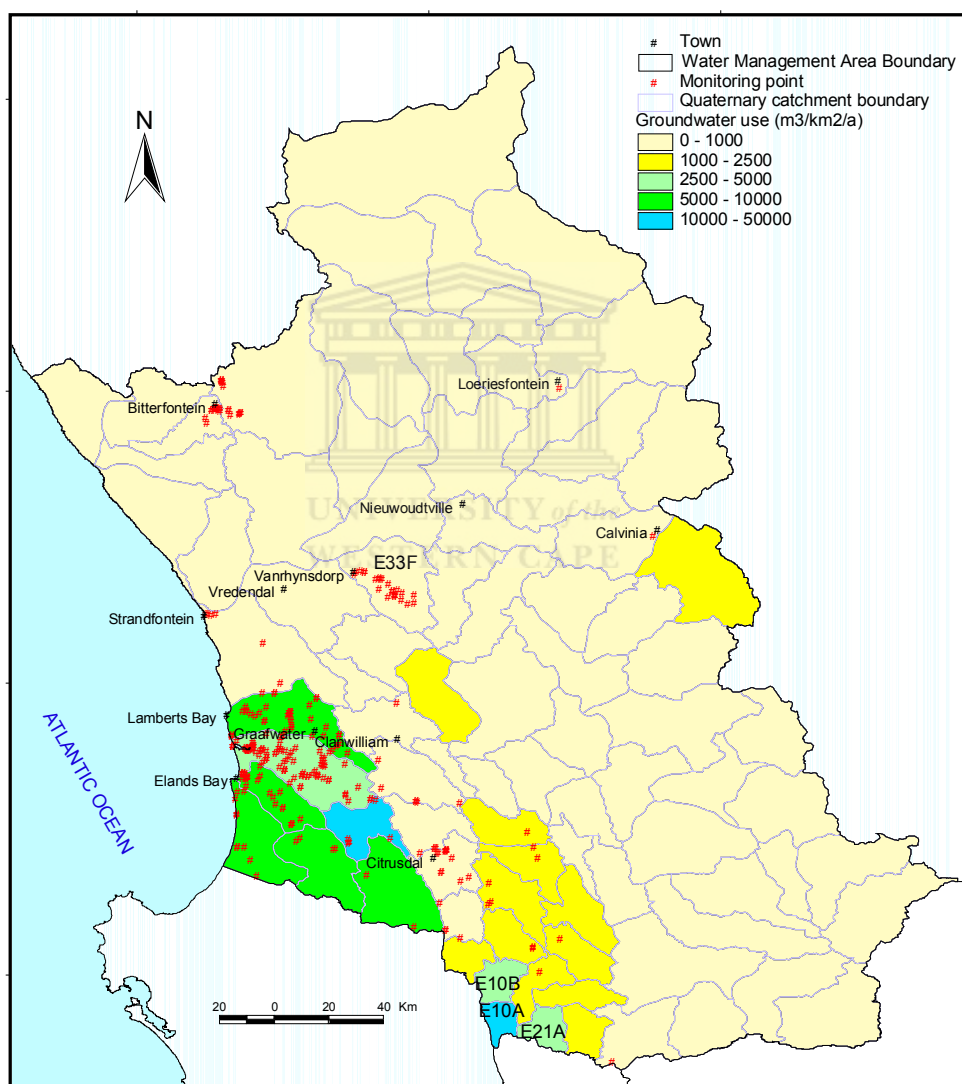 # Town
Water Management Area Boundary
# Monitoring point
Quaternary catchment boundary
Groundwater use (m3/km2/a)
0 - 1000
1000 - 2500
2500 - 5000
5000 - 10000
10000 - 50000
N
Loeriesfontein
Bitterfontein
UNIVERSITY of the
WESTERN CAPE
Nieuwoudtville
Calvinia
E33F
Vanrhynsdorp
Vredendal
Strandfontein
Lamberts Bay
Graafwater
Clanwilliam
Elands Bay
ATLANTIC OCEAN
Citrusdal
E10B
E10A
E21A
20 0 20 40 Km